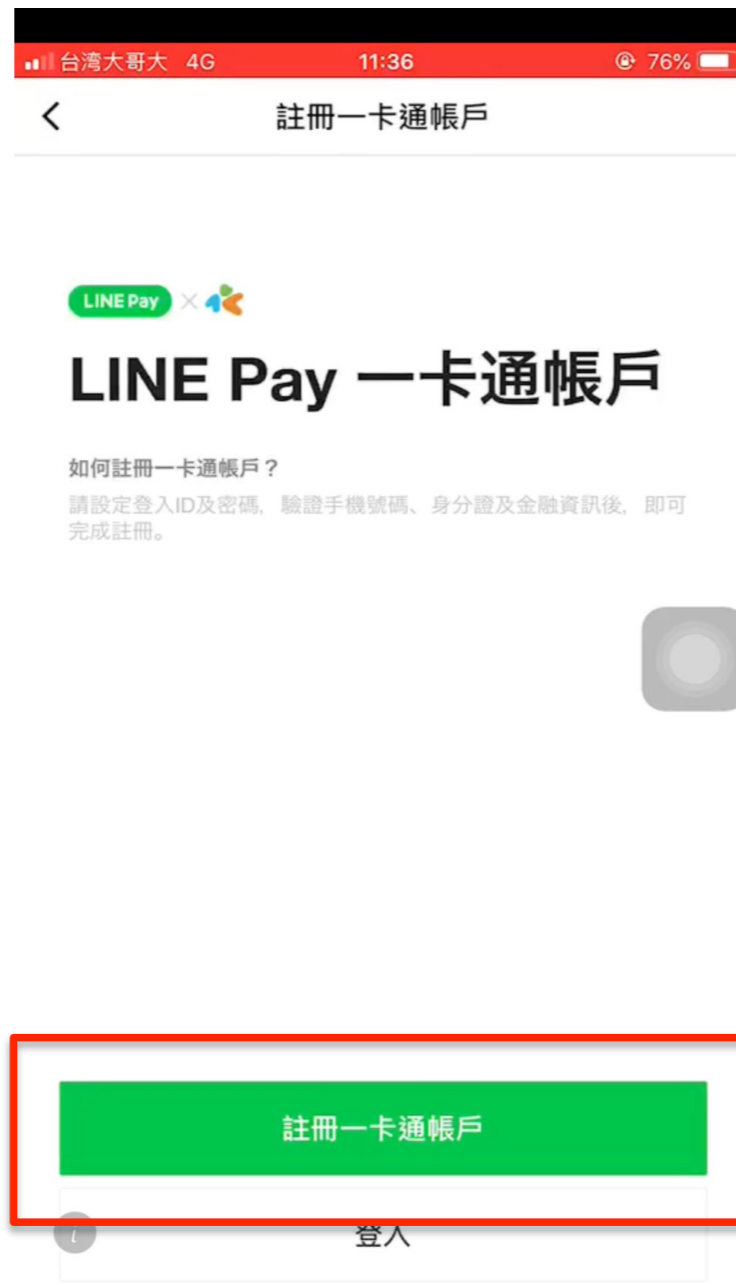 台湾大哥大 4G 11:36 76%
註冊一卡通帳戶
LINE Pay ×
LINE Pay 一卡通帳戶
如何註冊一卡通帳戶？
請設定登入ID及密碼，驗證手機號碼、身分證及金融資訊後，即可
完成註冊。
註冊一卡通帳戶
i 登入